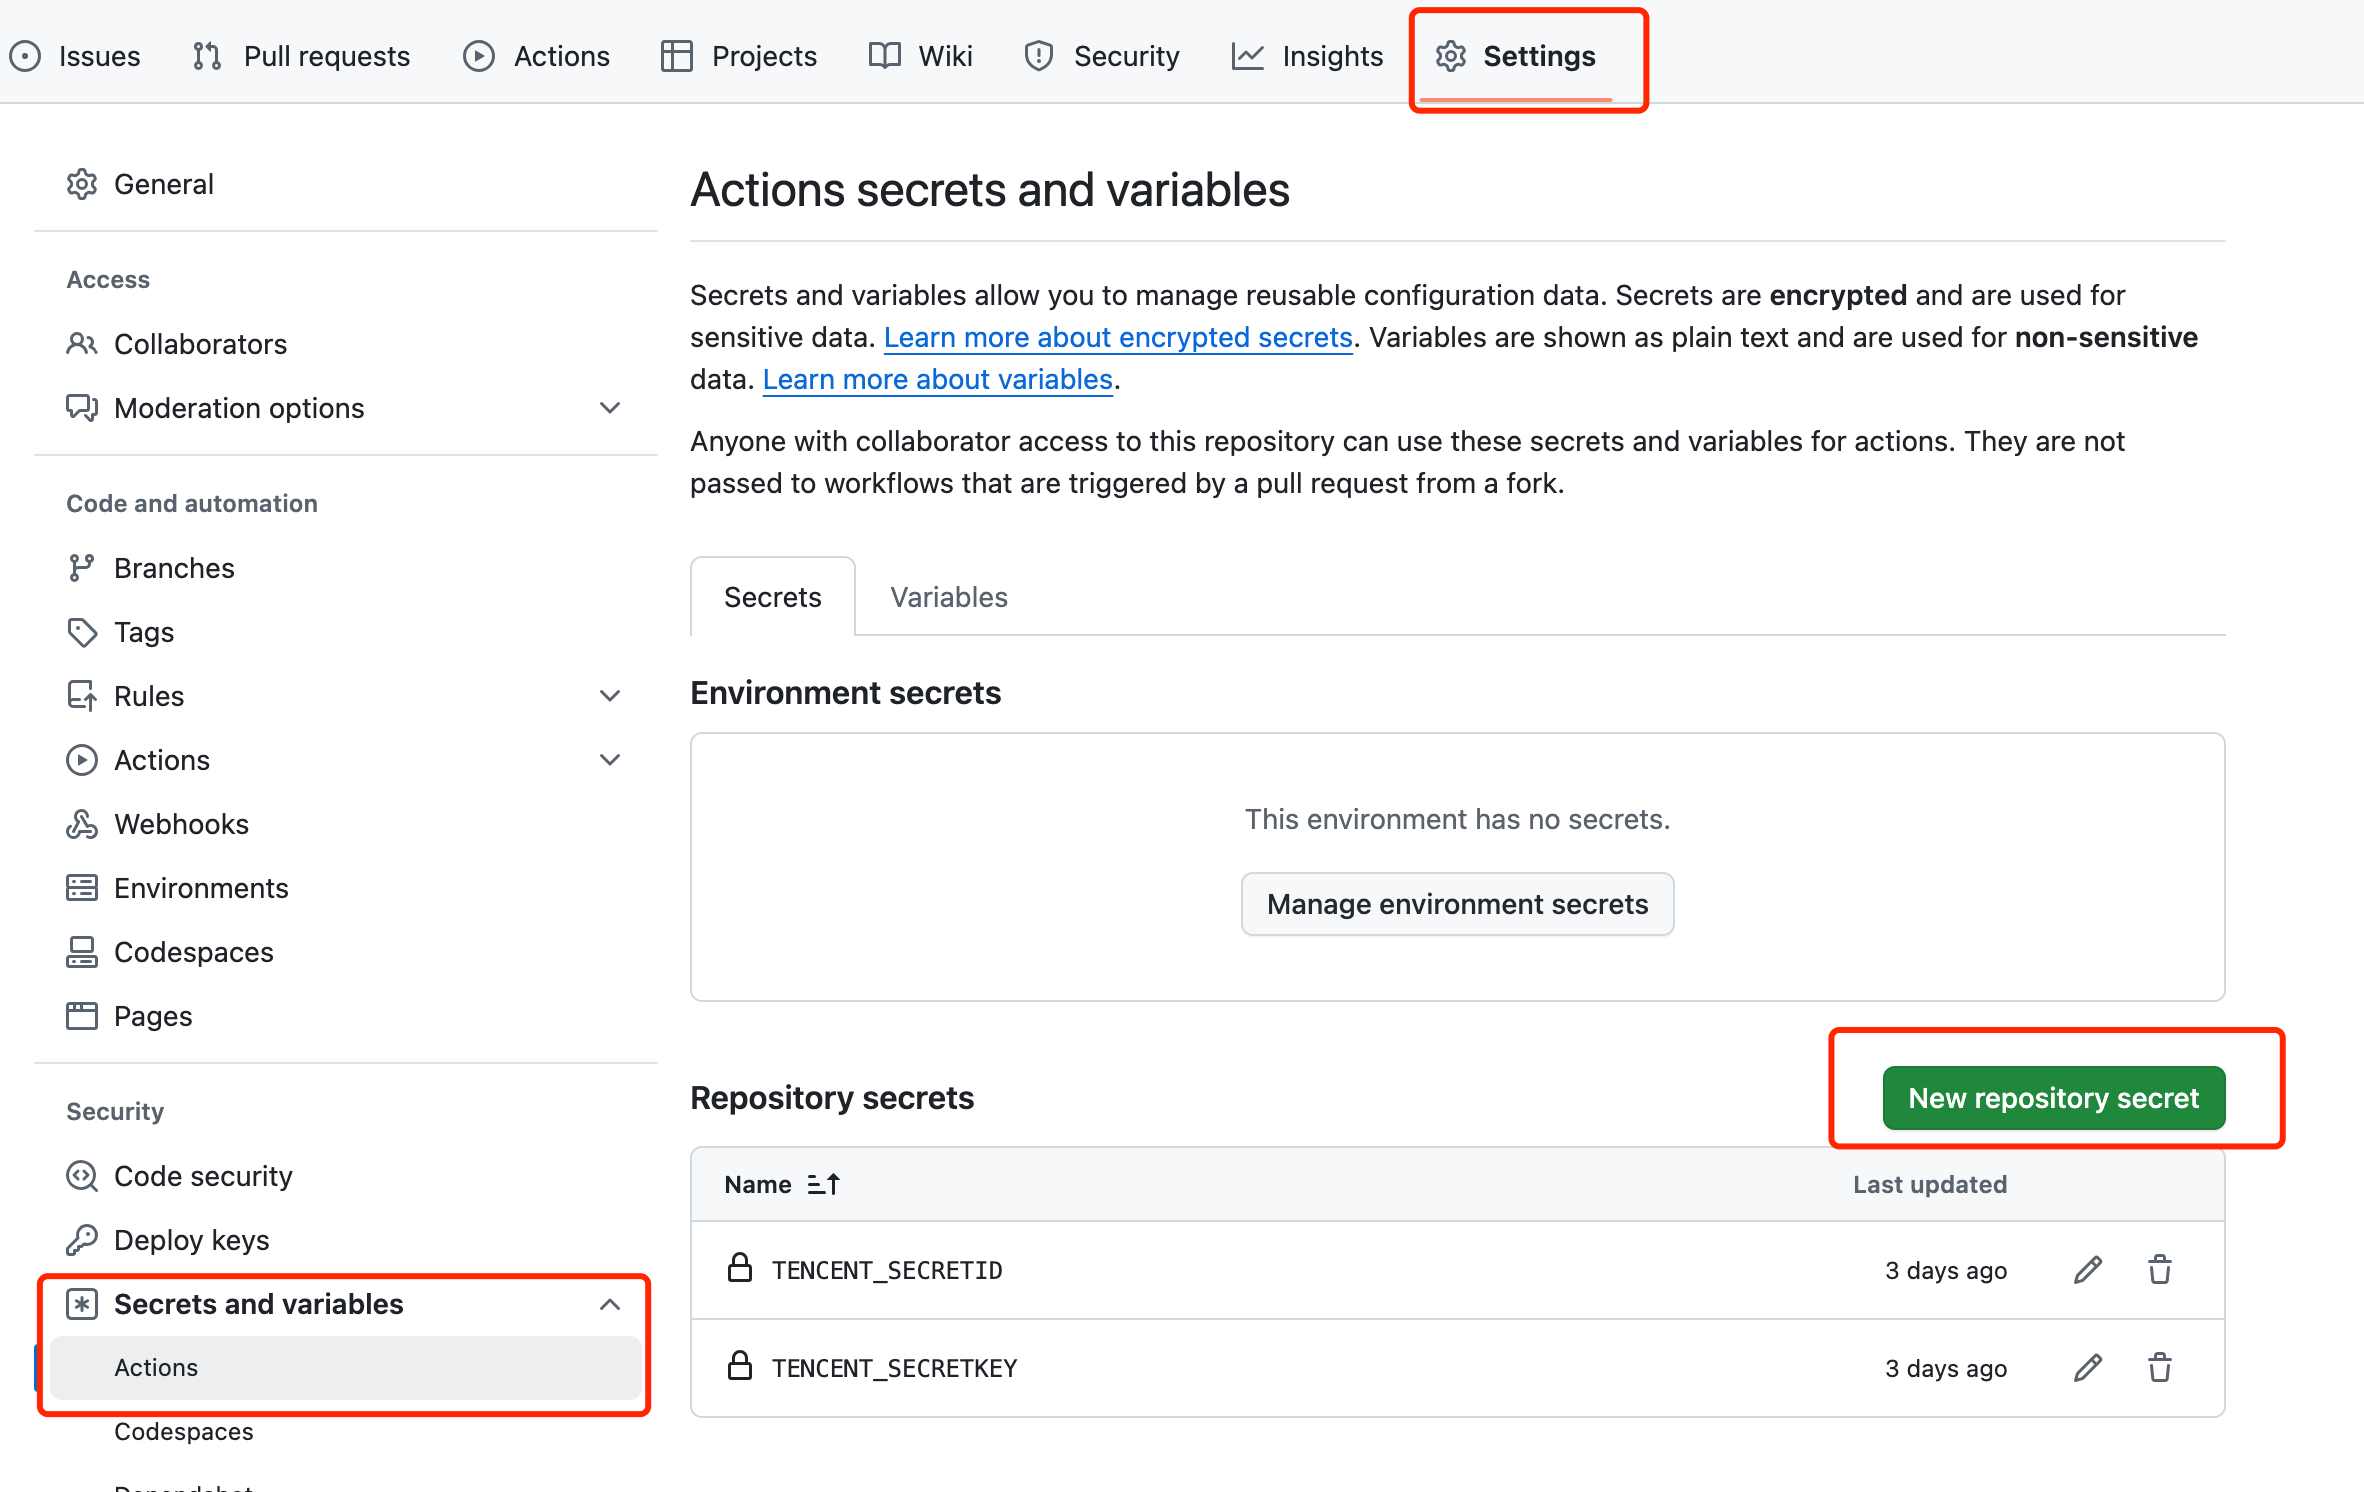 Issues
Pull requests
Actions
Projects
Wiki
Security
Insights
Settings
General
Access
Collaborators
Moderation options
Code and automation
Branches
Tags
Rules
Actions
Webhooks
Environments
Codespaces
Pages
Security
Code security
Deploy keys
Secrets and variables
Actions
Codespaces
Dependabot
Actions secrets and variables
Secrets and variables allow you to manage reusable configuration data. Secrets are encrypted and are used for
sensitive data. Learn more about encrypted secrets. Variables are shown as plain text and are used for non-sensitive
data. Learn more about variables.
Anyone with collaborator access to this repository can use these secrets and variables for actions. They are not
passed to workflows that are triggered by a pull request from a fork.
Secrets
Variables
Environment secrets
This environment has no secrets.
Manage environment secrets
Repository secrets
New repository secret
Name
Last updated
TENCENT_SECRETID
3 days ago
TENCENT_SECRETKEY
3 days ago